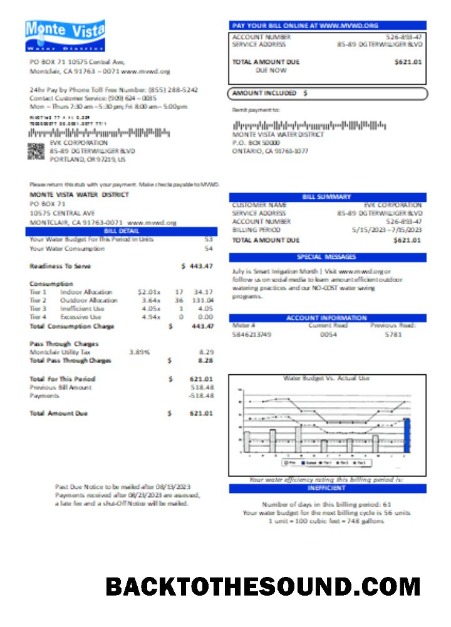 Monte Vista
Water District
PO BOX 71 10575 Central Ave,
Montclair, CA 91763 – 0071 www.mvwd.org
24hr Pay by Phone Toll Free Number: (855) 288-5242
Contact Customer Service: (909) 624 – 0035
Mon – Thurs 7:30 am – 5:30 pm; Fri 8:00 am – 5:00pm
EVK CORPORATION
85-89 DGTERWILLIGER BLVD
PORTLAND, OR 97219, US
PAY YOUR BILL ONLINE AT WWW.MVWD.ORG
ACCOUNT NUMBER 526-893-47
SERVICE ADDRESS 85-89 DGTERWILLIGER BLVD
TOTAL AMOUNT DUE $621.01
DUE NOW
AMOUNT INCLUDED $
Remit payment to:
MONTE VISTA WATER DISTRICT
P.O. BOX 50000
ONTARIO, CA 91761-1077
Please return this stub with your payment. Make checks payable to MVWD.
MONTE VISTA WATER DISTRICT
PO BOX 71
10575 CENTRAL AVE
MONTCLAIR, CA 91763-0071 www.mvwd.org
BILL DETAIL
Your Water Budget For This Period in Units 53
Your Water Consumption 54
Readiness To Serve $ 443.47
Consumption
Tier 1 Indoor Allocation $2.01x 17 34.17
Tier 2 Outdoor Allocation 3.64x 36 131.04
Tier 3 Inefficient Use 4.05x 1 4.05
Tier 4 Excessive Use 4.94x 0 0.00
Total Consumption Charge $ 443.47
Pass Through Charges
Montclair Utility Tax 3.89% 8.29
Total Pass Through Charges $ 8.28
Total For This Period $ 621.01
Previous Bill Amount 518.48
Payments -518.48
Total Amount Due $ 621.01
BILL SUMMARY
CUSTOMER NAME EVK CORPORATION
SERVICE ADDRESS 85-89 DGTERWILLIGER BLVD
ACCOUNT NUMBER 526-893-47
BILLING PERIOD 5/15/2023 –7/15/2023
TOTAL AMOUNT DUE $621.01
SPECIAL MESSAGES
July is Smart Irrigation Month | Visit www.mvwd.org or
follow us on social media to learn amount efficient outdoor
watering practices and our NO-COST water saving
programs.
ACCOUNT INFORMATION
Meter # Current Read Previous Read:
5846213749 0054 5781
Water Budget Vs. Actual Use
Your water efficiency rating this billing period is:
INEFFICIENT
Number of days in this billing period: 61
Your water budget for the next billing cycle is 56 units
1 unit = 100 cubic feet = 748 gallons
Past Due Notice to be mailed after 08/13/2023
Payments received after 08/23/2023 are assessed,
a late fee and a shut-Off Notice will be mailed.
BACKTOTHESOUND.COM